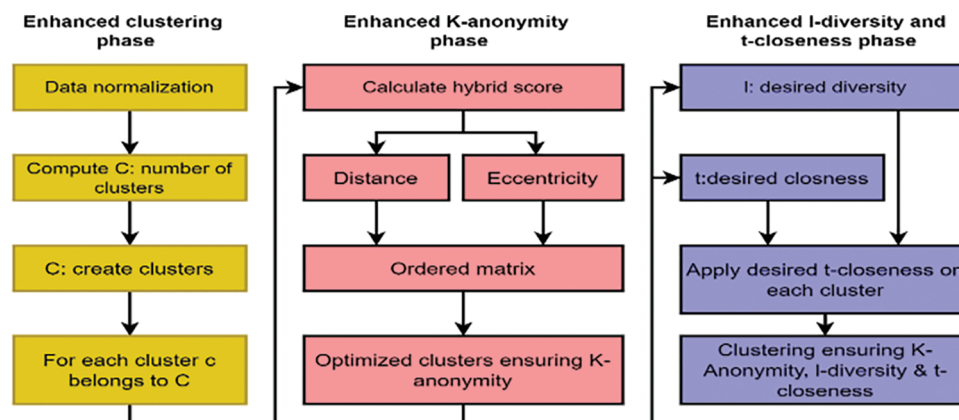 Enhanced clustering
phase
Data normalization
Compute C: number of
clusters
C: create clusters
For each cluster c
belongs to C
Enhanced K-anonymity
phase
Calculate hybrid score
Distance
Eccentricity
Ordered matrix
Optimized clusters ensuring K-
anonymity
Enhanced l-diversity and
t-closeness phase
l: desired diversity
t:desired closness
Apply desired t-closeness on
each cluster
Clustering ensuring K-
Anonymity, l-diversity & t-
closeness